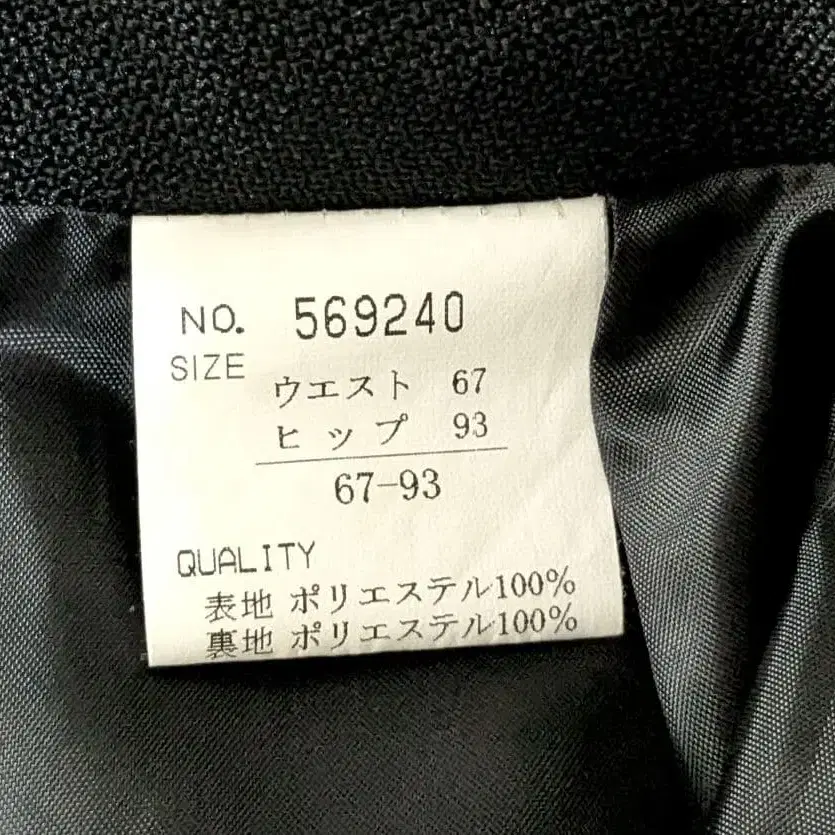 NO. 569240
SIZE
ウエスト 67
ヒップ 93
67-93
QUALITY
表地 ポリエステル100%
裏地 ポリエステル100%